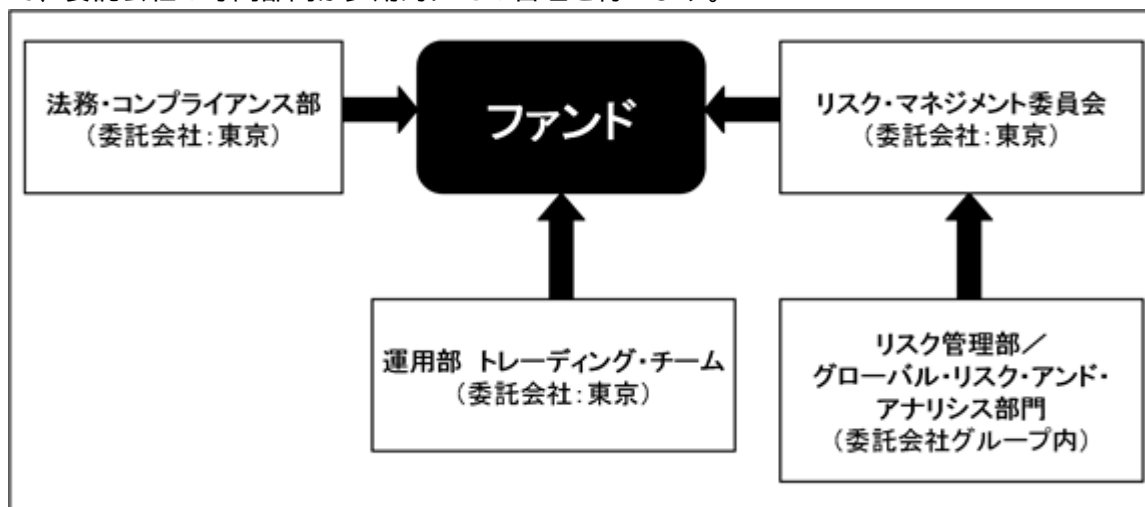 法務・コンプライアンス部
（委託会社：東京）
ファンド
リスク・マネジメント委員会
（委託会社：東京）
運用部 トレーディング・チーム
（委託会社：東京）
リスク管理部／
グローバル・リスク・アンド・
アナリシス部門
（委託会社グループ内）